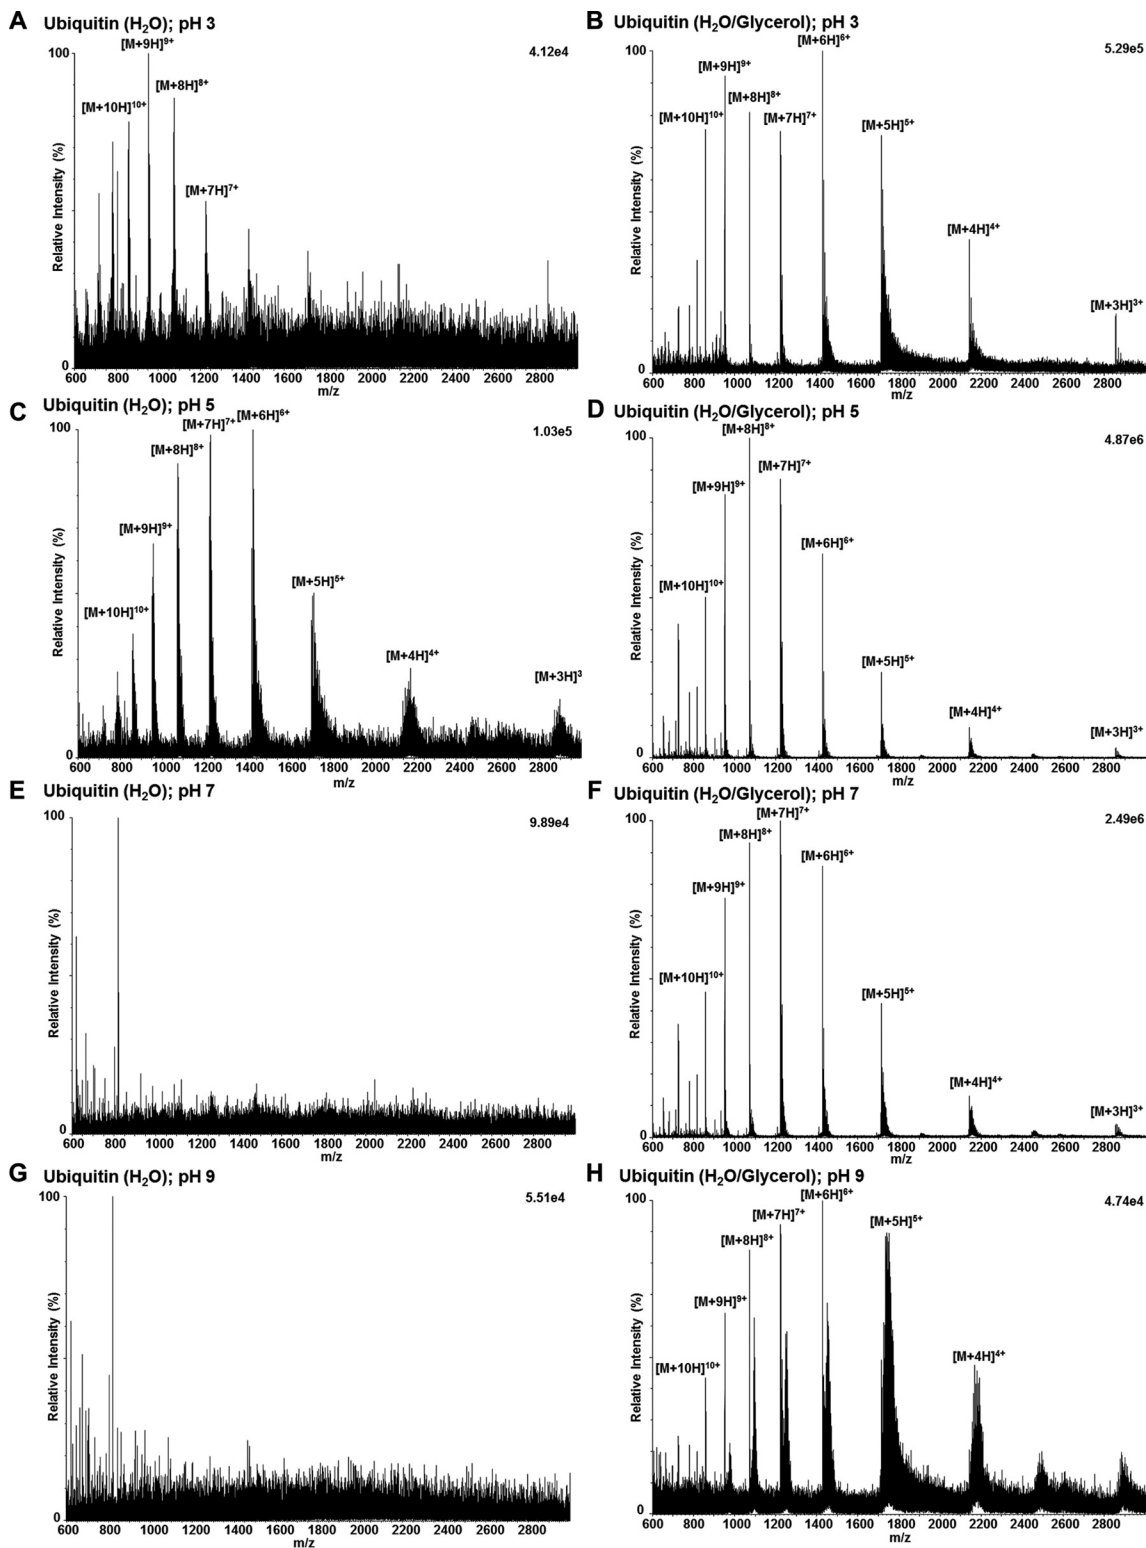 A Ubiquitin (H₂O); pH 3
4.12e4
100
0
Relative Intensity (%)
[M+10H]¹⁰⁺
[M+9H]⁹⁺
[M+8H]⁸⁺
[M+7H]⁷⁺
600 800 1000 1200 1400 1600 1800 2000 2200 2400 2600 2800
m/z
B Ubiquitin (H₂O/Glycerol); pH 3
5.29e5
100
0
Relative Intensity (%)
[M+10H]¹⁰⁺
[M+9H]⁹⁺
[M+8H]⁸⁺
[M+7H]⁷⁺
[M+6H]⁶⁺
[M+5H]⁵⁺
[M+4H]⁴⁺
[M+3H]³⁺
600 800 1000 1200 1400 1600 1800 2000 2200 2400 2600 2800
m/z
C Ubiquitin (H₂O); pH 5
1.03e5
100
0
Relative Intensity (%)
[M+10H]¹⁰⁺
[M+9H]⁹⁺
[M+8H]⁸⁺
[M+7H]⁷⁺
[M+6H]⁶⁺
[M+5H]⁵⁺
[M+4H]⁴⁺
[M+3H]³
600 800 1000 1200 1400 1600 1800 2000 2200 2400 2600 2800
m/z
D Ubiquitin (H₂O/Glycerol); pH 5
4.87e6
100
0
Relative Intensity (%)
[M+10H]¹⁰⁺
[M+9H]⁹⁺
[M+8H]⁸⁺
[M+7H]⁷⁺
[M+6H]⁶⁺
[M+5H]⁵⁺
[M+4H]⁴⁺
[M+3H]³⁺
600 800 1000 1200 1400 1600 1800 2000 2200 2400 2600 2800
m/z
E Ubiquitin (H₂O); pH 7
9.89e4
100
0
Relative Intensity (%)
600 800 1000 1200 1400 1600 1800 2000 2200 2400 2600 2800
m/z
F Ubiquitin (H₂O/Glycerol); pH 7
2.49e6
100
0
Relative Intensity (%)
[M+10H]¹⁰⁺
[M+9H]⁹⁺
[M+8H]⁸⁺
[M+7H]⁷⁺
[M+6H]⁶⁺
[M+5H]⁵⁺
[M+4H]⁴⁺
[M+3H]³⁺
600 800 1000 1200 1400 1600 1800 2000 2200 2400 2600 2800
m/z
G Ubiquitin (H₂O); pH 9
5.51e4
100
0
Relative Intensity (%)
600 800 1000 1200 1400 1600 1800 2000 2200 2400 2600 2800
m/z
H Ubiquitin (H₂O/Glycerol); pH 9
4.74e4
100
0
Relative Intensity (%)
[M+10H]¹⁰⁺
[M+9H]⁹⁺
[M+8H]⁸⁺
[M+7H]⁷⁺
[M+6H]⁶⁺
[M+5H]⁵⁺
[M+4H]⁴⁺
600 800 1000 1200 1400 1600 1800 2000 2200 2400 2600 2800
m/z